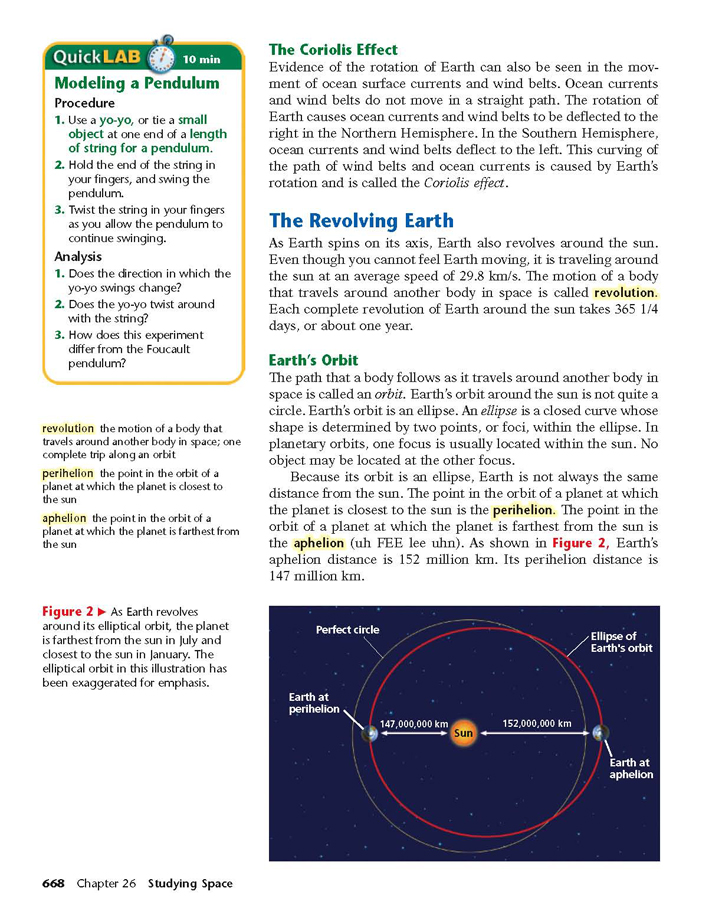 Quick LAB 10 min
Modeling a Pendulum
Procedure
1. Use a yo-yo, or tie a small
object at one end of a length
of string for a pendulum.
2. Hold the end of the string in
your fingers, and swing the
pendulum.
3. Twist the string in your fingers
as you allow the pendulum to
continue swinging.
Analysis
1. Does the direction in which the
yo-yo swings change?
2. Does the yo-yo twist around
with the string?
3. How does this experiment
differ from the Foucault
pendulum?
revolution the motion of a body that
travels around another body in space; one
complete trip along an orbit
perihelion the point in the orbit of a
planet at which the planet is closest to
the sun
aphelion the point in the orbit of a
planet at which the planet is farthest from
the sun
Figure 2 ▶ As Earth revolves
around its elliptical orbit, the planet
is farthest from the sun in July and
closest to the sun in January. The
elliptical orbit in this illustration has
been exaggerated for emphasis.
The Coriolis Effect
Evidence of the rotation of Earth can also be seen in the mov-
ment of ocean surface currents and wind belts. Ocean currents
and wind belts do not move in a straight path. The rotation of
Earth causes ocean currents and wind belts to be deflected to the
right in the Northern Hemisphere. In the Southern Hemisphere,
ocean currents and wind belts deflect to the left. This curving of
the path of wind belts and ocean currents is caused by Earth's
rotation and is called the Coriolis effect.
The Revolving Earth
As Earth spins on its axis, Earth also revolves around the sun.
Even though you cannot feel Earth moving, it is traveling around
the sun at an average speed of 29.8 km/s. The motion of a body
that travels around another body in space is called revolution.
Each complete revolution of Earth around the sun takes 365 1/4
days, or about one year.
Earth's Orbit
The path that a body follows as it travels around another body in
space is called an orbit. Earth's orbit around the sun is not quite a
circle. Earth's orbit is an ellipse. An ellipse is a closed curve whose
shape is determined by two points, or foci, within the ellipse. In
planetary orbits, one focus is usually located within the sun. No
object may be located at the other focus.
Because its orbit is an ellipse, Earth is not always the same
distance from the sun. The point in the orbit of a planet at which
the planet is closest to the sun is the perihelion. The point in the
orbit of a planet at which the planet is farthest from the sun is
the aphelion (uh FEE lee uhn). As shown in Figure 2, Earth's
aphelion distance is 152 million km. Its perihelion distance is
147 million km.
Perfect circle
Ellipse of
Earth's orbit
Earth at
perihelion
147,000,000 km
Sun
152,000,000 km
Earth at
aphelion
668 Chapter 26 Studying Space